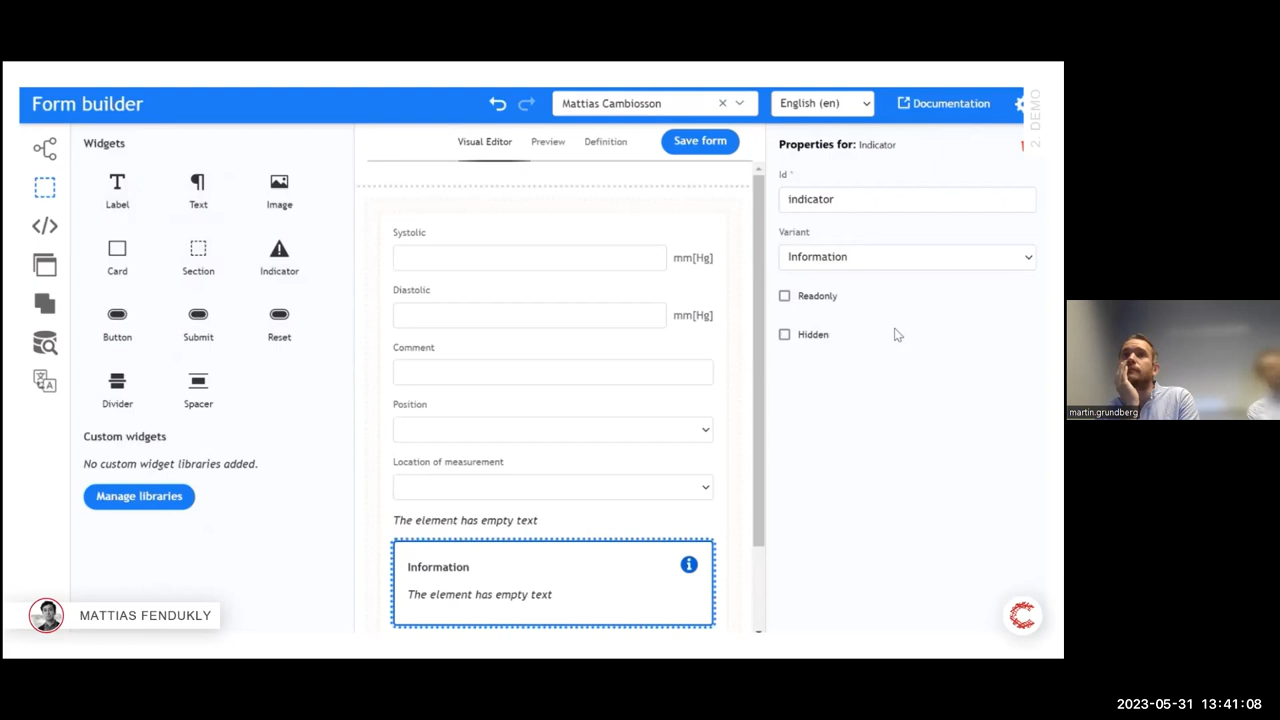 Form builder
Mattias Cambiosson
English (en)
Documentation
2. DEMO
Widgets
Label
Text
Image
Card
Section
Indicator
Button
Submit
Reset
Divider
Spacer
Custom widgets
No custom widget libraries added.
Manage libraries
Visual Editor
Preview
Definition
Save form
Systolic
mm[Hg]
Diastolic
mm[Hg]
Comment
Position
Location of measurement
The element has empty text
Information
The element has empty text
Properties for: Indicator
Id *
indicator
Variant
Information
Readonly
Hidden
MATTIAS FENDUKLY
martin.grundberg
2023-05-31 13:41:08